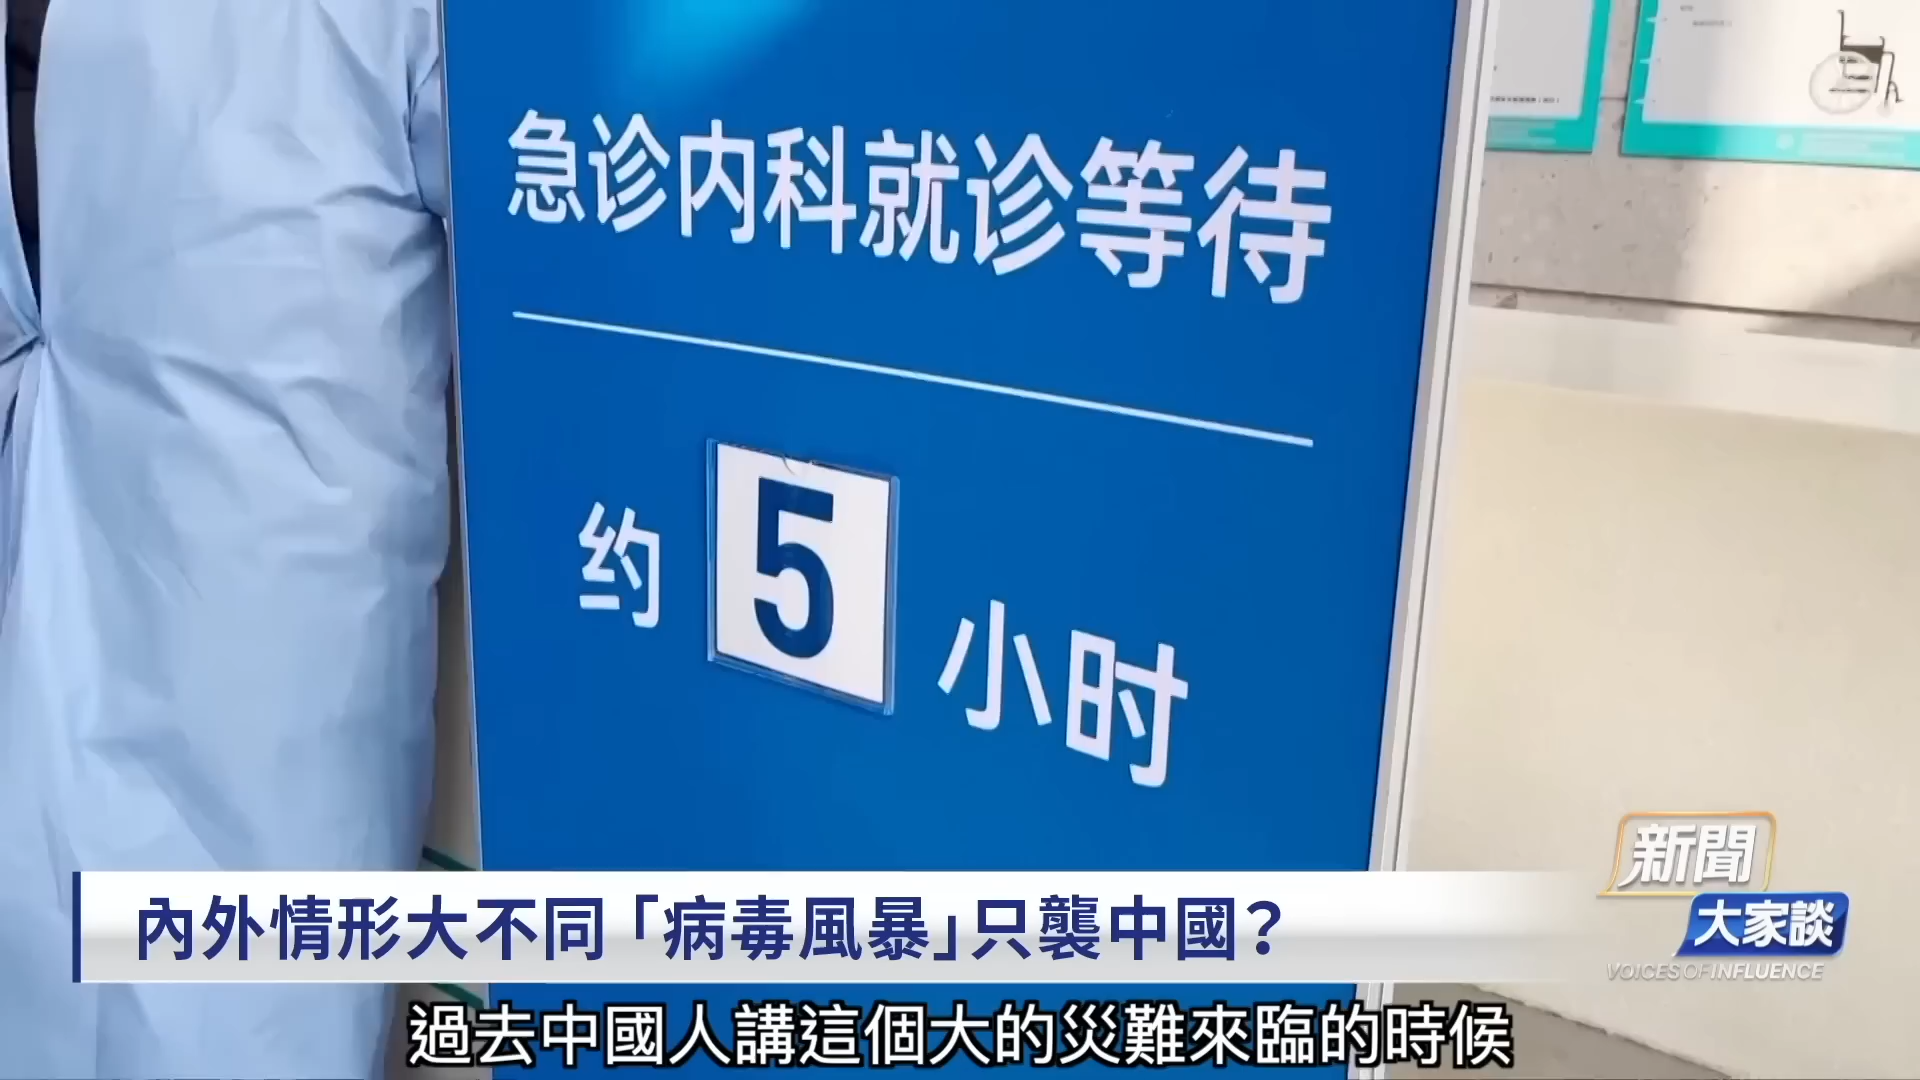 急诊内科就诊等待
约 5 小时
新聞
大家談
VOICES OF INFLUENCE
內外情形大不同「病毒風暴」只襲中國？
過去中國人講這個大的災難來臨的時候